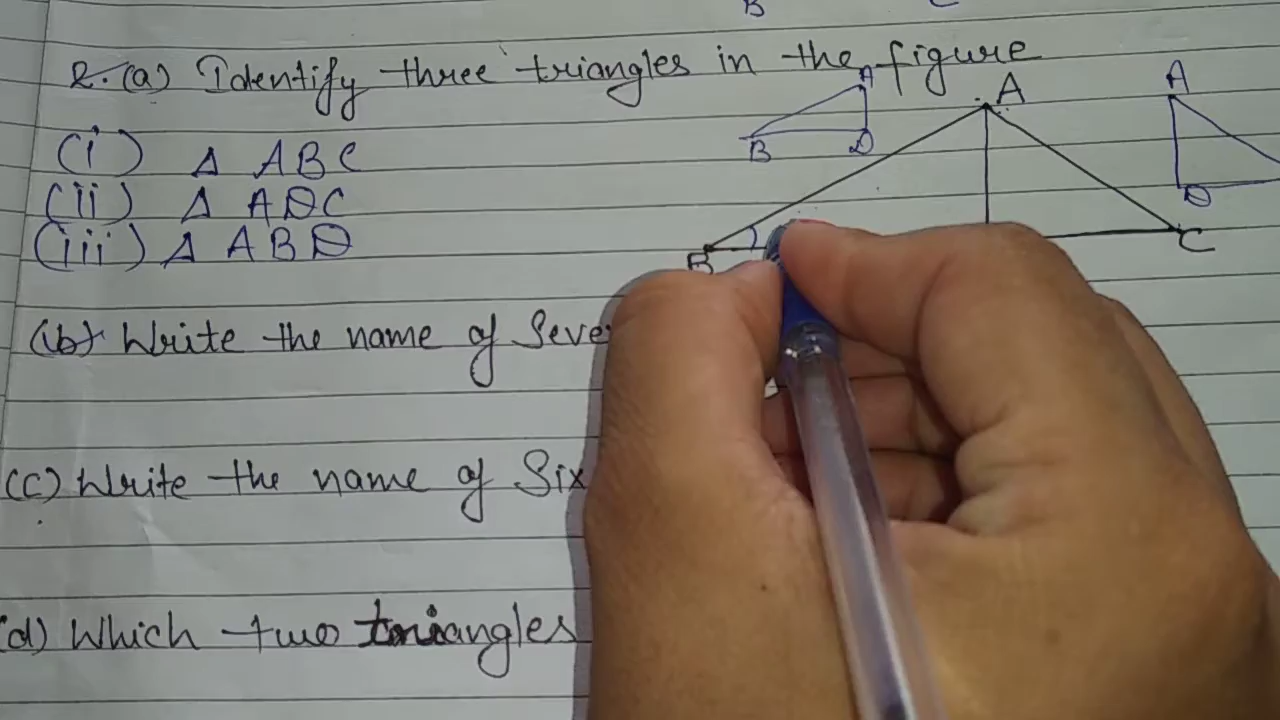 B C
2.(a) Identify three triangles in the figure
A
A
A
(i) Δ ABC
B D
(ii) Δ ADC
D
(iii) Δ ABD
B
C
(b) Write the name of
(c) Write the name of Six
(d) Which two triangles